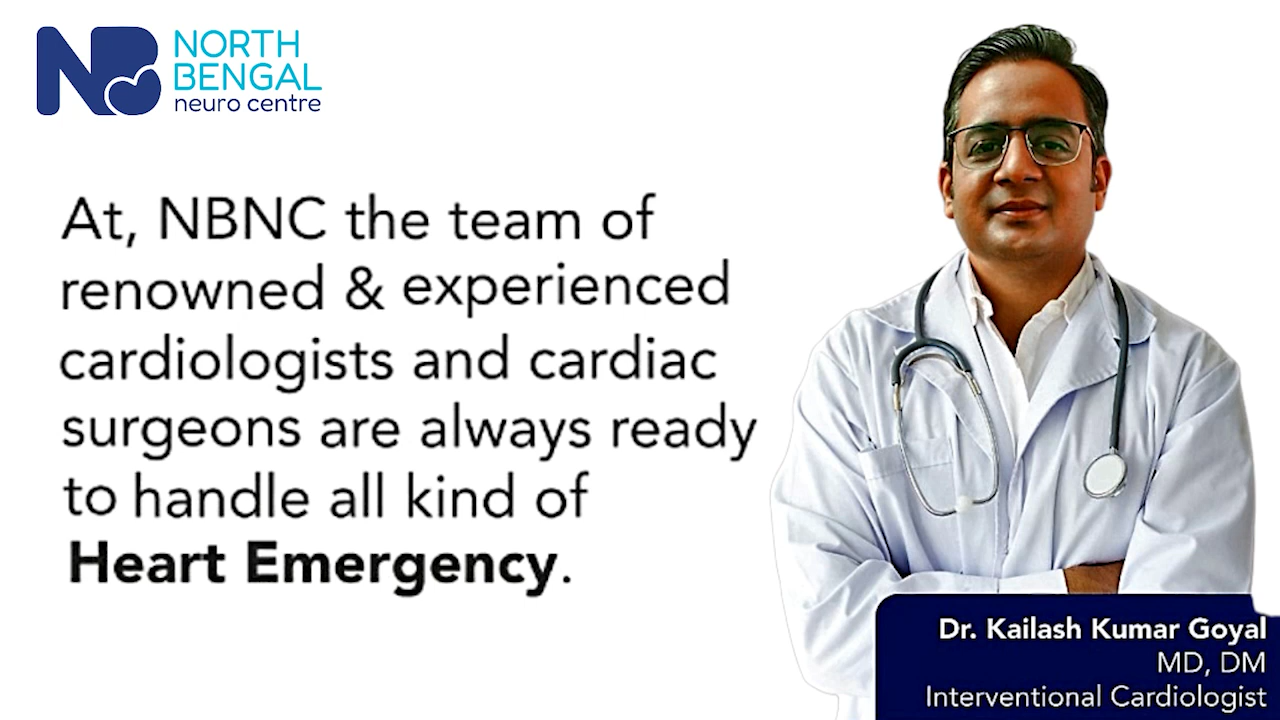 NB
NORTH
BENGAL
neuro centre
At, NBNC the team of
renowned & experienced
cardiologists and cardiac
surgeons are always ready
to handle all kind of
Heart Emergency.
Dr. Kailash Kumar Goyal
MD, DM
Interventional Cardiologist